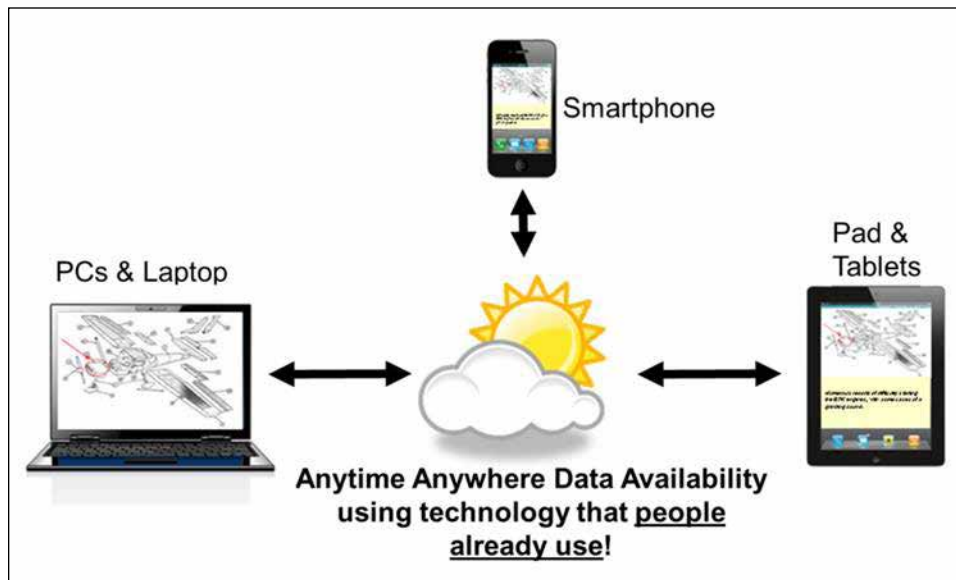 Smartphone
Pad &
Tablets
PCs & Laptop
Anytime Anywhere Data Availability
using technology that people
already use!